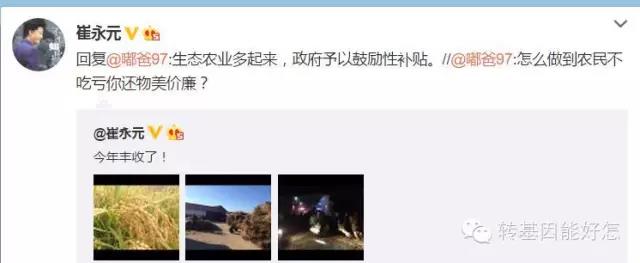 崔永元
回复@嘟爸97:生态农业多起来，政府予以鼓励性补贴。//@嘟爸97:怎么做到农民不
吃亏你还物美价廉？
@崔永元
今年丰收了！
转基因能好怎